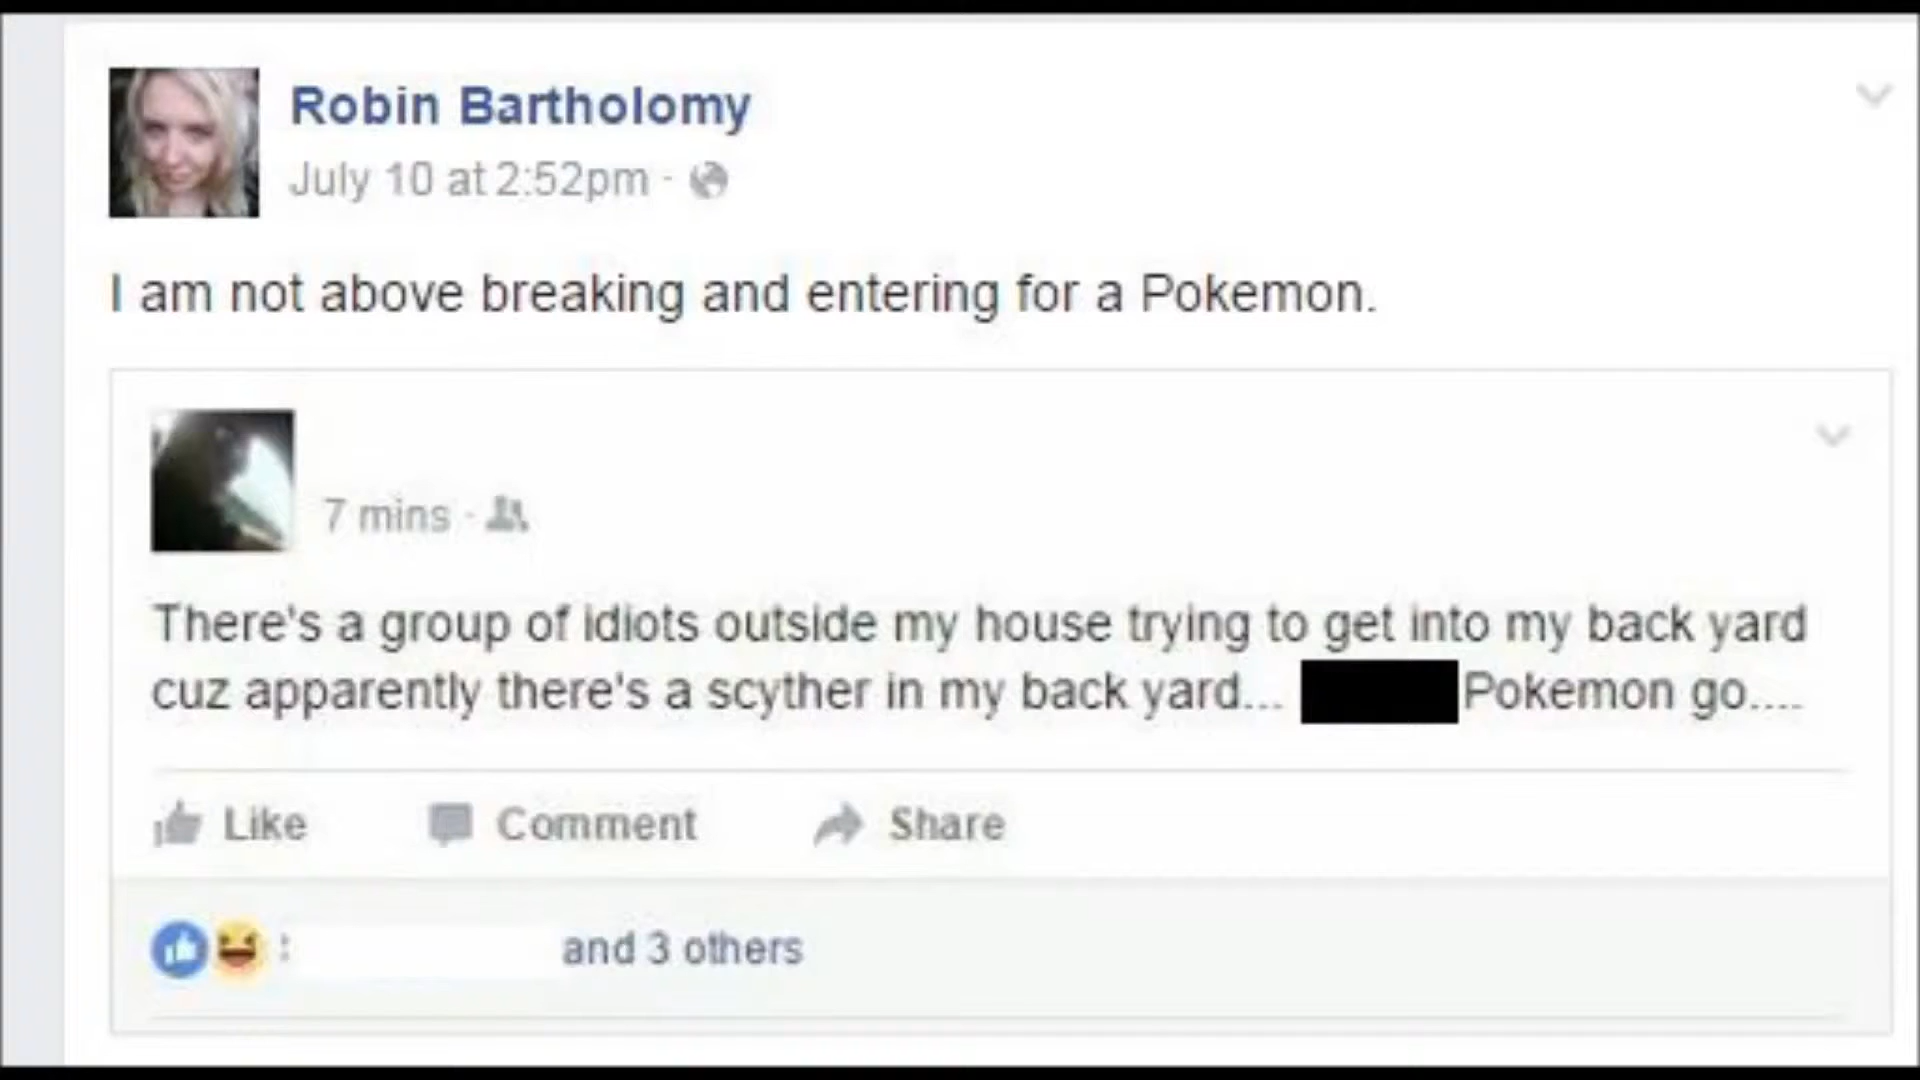 Robin Bartholomy
July 10 at 2:52pm ·
I am not above breaking and entering for a Pokemon.
7 mins ·
There's a group of idiots outside my house trying to get into my back yard
cuz apparently there's a scyther in my back yard... Pokemon go....
Like Comment Share
: and 3 others